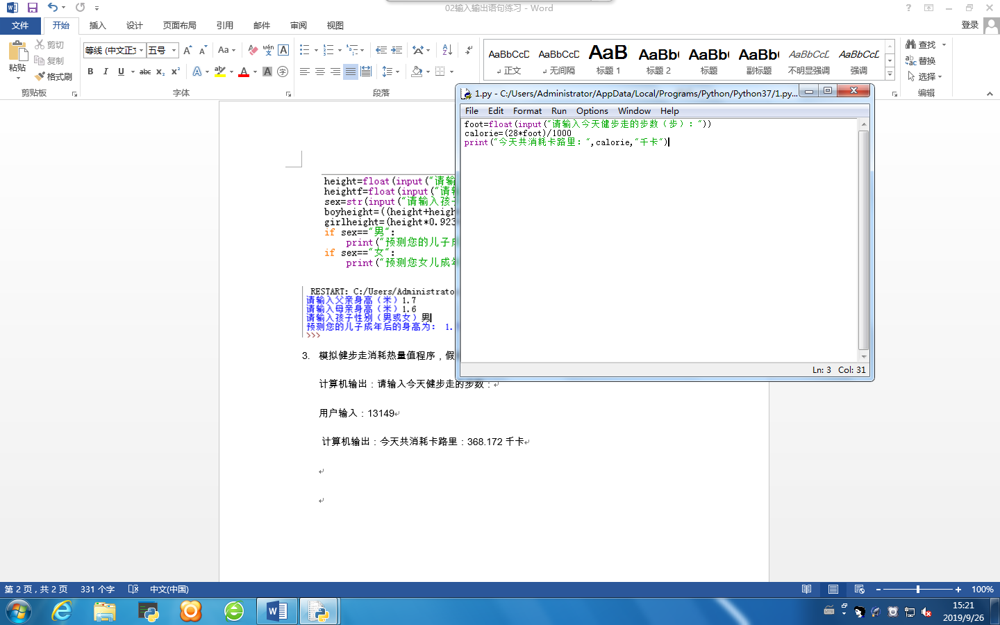 02输入输出语句练习 - Word
文件 开始 插入 设计 页面布局 引用 邮件 审阅 视图 登录
粘贴 剪切 复制 格式刷
等线 (中文正 五号
AaBbCcD AaBbCcD AaB AaBb( AaBb( AaBb( AaBbCcD AaBbCcD
正文 无间隔 标题 1 标题 2 标题 副标题 不明显强调 强调
查找 替换 选择
剪贴板 字体 段落 编辑
1.py - C:/Users/Administrator/AppData/Local/Programs/Python/Python37/1.py...
File Edit Format Run Options Window Help
foot=float(input("请输入今天健步走的步数（步）："))
calorie=(28*foot)/1000
print("今天共消耗卡路里：",calorie,"千卡")
Ln: 3 Col: 31
height=float(input("请输
heightf=float(input("请
sex=str(input("请输入孩子
boyheight=((height+heigh
girlheight=(height*0.923
if sex=="男":
print("预测您的儿子成
if sex=="女":
print("预测您女儿成年
RESTART: C:/Users/Administrato
请输入父亲身高（米）1.7
请输入母亲身高（米）1.6
请输入孩子性别（男或女）男
预测您的儿子成年后的身高为： 1.
>>>
3. 模拟健步走消耗热量值程序，假
计算机输出：请输入今天健步走的步数：
用户输入：13149
计算机输出：今天共消耗卡路里：368.172 千卡
第 2 页，共 2 页 331 个字 中文(中国) 100%
15:21
2019/9/26